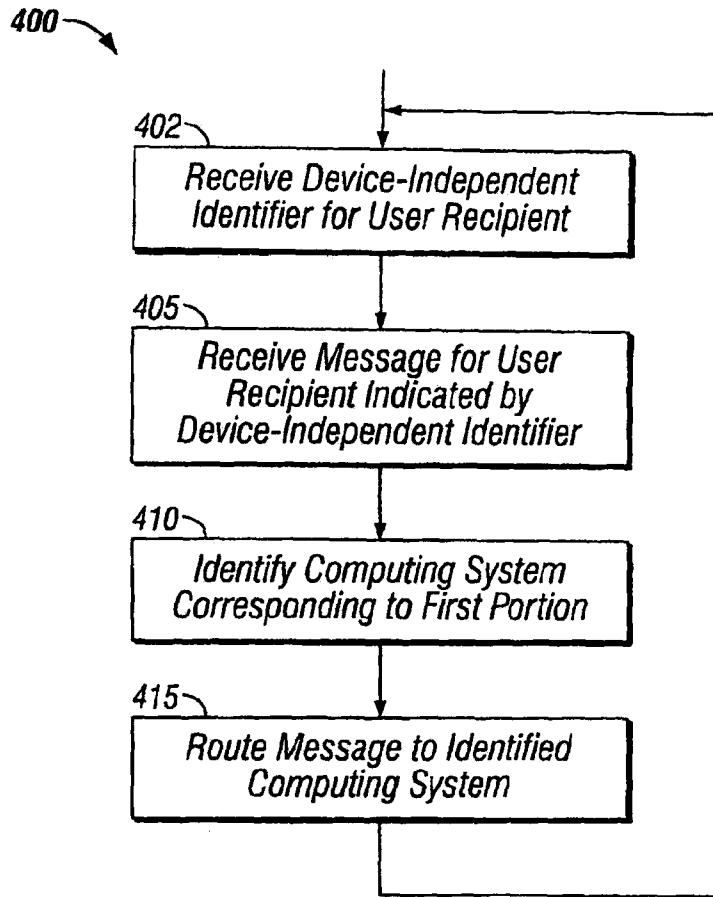 400
402
Receive Device-Independent
Identifier for User Recipient
405
Receive Message for User
Recipient Indicated by
Device-Independent Identifier
410
Identify Computing System
Corresponding to First Portion
415
Route Message to Identified
Computing System